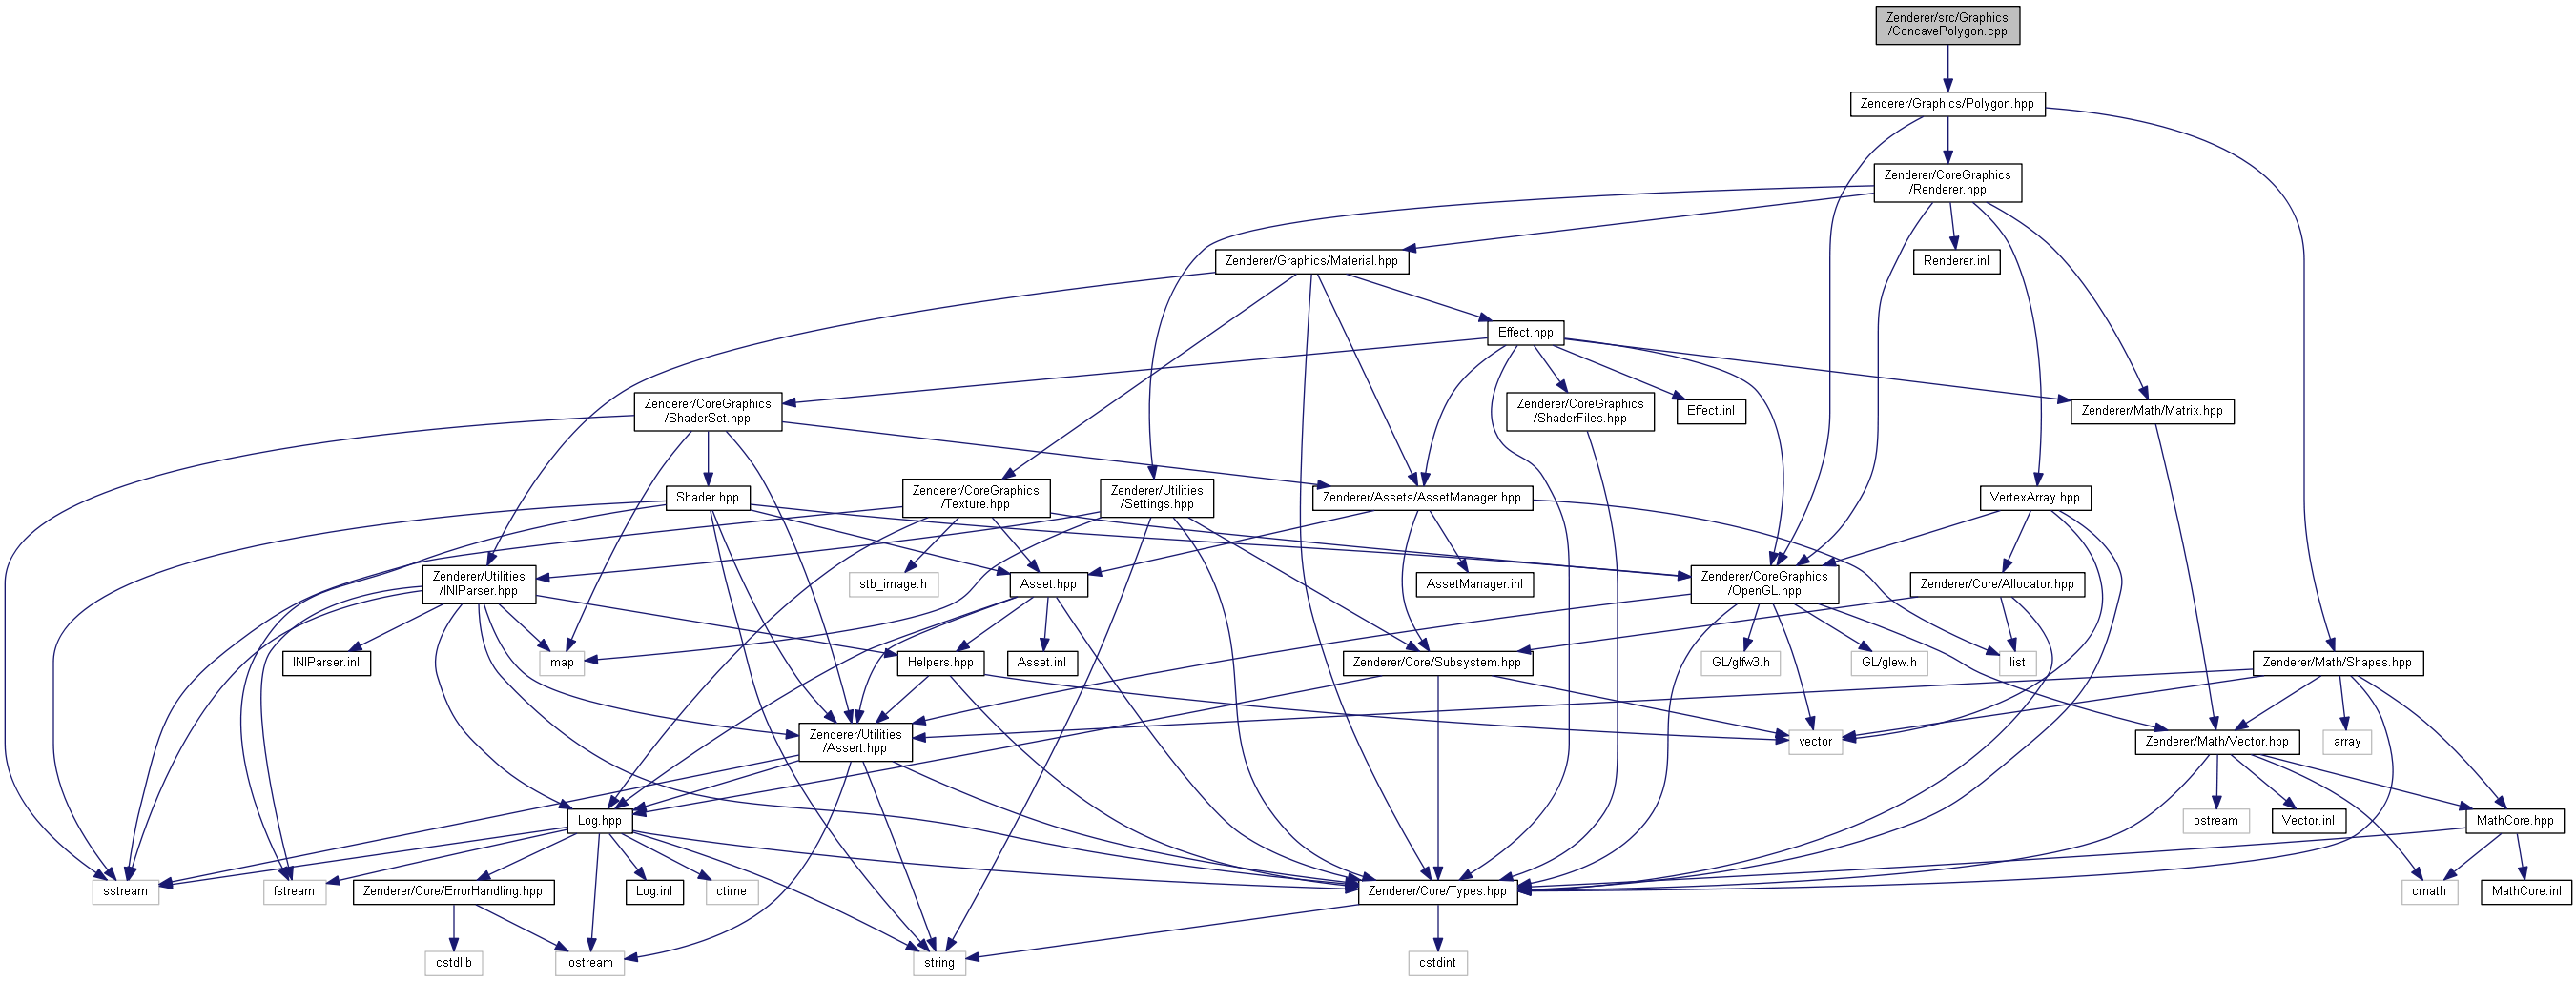 Zenderer/src/Graphics
/ConcavePolygon.cpp
Zenderer/Graphics/Polygon.hpp
Zenderer/CoreGraphics
/Renderer.hpp
Zenderer/Graphics/Material.hpp
Renderer.inl
Effect.hpp
Zenderer/CoreGraphics
/ShaderSet.hpp
Zenderer/CoreGraphics
/ShaderFiles.hpp
Effect.inl
Zenderer/Math/Matrix.hpp
Shader.hpp
Zenderer/CoreGraphics
/Texture.hpp
Zenderer/Utilities
/Settings.hpp
Zenderer/Assets/AssetManager.hpp
VertexArray.hpp
Zenderer/Utilities
/INIParser.hpp
stb_image.h
Asset.hpp
AssetManager.inl
Zenderer/CoreGraphics
/OpenGL.hpp
Zenderer/Core/Allocator.hpp
INIParser.inl
map
Helpers.hpp
Asset.inl
Zenderer/Core/Subsystem.hpp
GL/glfw3.h
GL/glew.h
list
Zenderer/Math/Shapes.hpp
Zenderer/Utilities
/Assert.hpp
vector
Zenderer/Math/Vector.hpp
array
Log.hpp
ostream
Vector.inl
MathCore.hpp
sstream
fstream
Zenderer/Core/ErrorHandling.hpp
Log.inl
ctime
Zenderer/Core/Types.hpp
cmath
MathCore.inl
cstdlib
iostream
string
cstdint